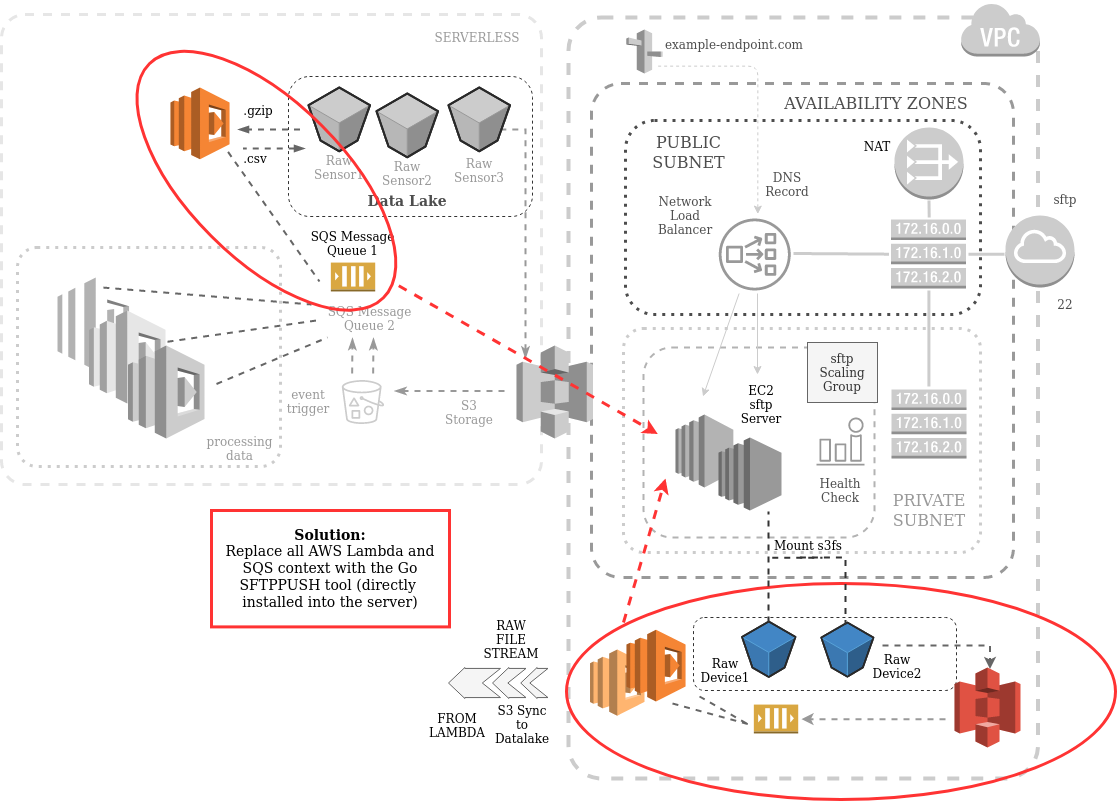 SERVERLESS
.gzip
.csv
Raw
Sensor1
Raw
Sensor2
Raw
Sensor3
Data Lake
SQS Message
Queue 1
SQS Message
Queue 2
event
trigger
S3
Storage
processing
data
Solution:
Replace all AWS Lambda and
SQS context with the Go
SFTPPUSH tool (directly
installed into the server)
VPC
example-endpoint.com
AVAILABILITY ZONES
PUBLIC
SUBNET
NAT
DNS
Record
Network
Load
Balancer
172.16.0.0
172.16.1.0
172.16.2.0
sftp
22
sftp
Scaling
Group
EC2
sftp
Server
172.16.0.0
172.16.1.0
172.16.2.0
Health
Check
PRIVATE
SUBNET
Mount s3fs
RAW
FILE
STREAM
FROM
LAMBDA
S3 Sync
to
Datalake
Raw
Device1
Raw
Device2